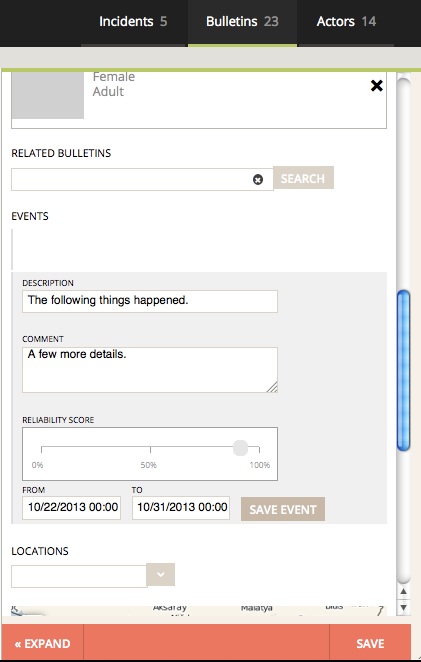 Incidents 5 Bulletins 23 Actors 14
Female
Adult
RELATED BULLETINS
SEARCH
EVENTS
DESCRIPTION
The following things happened.
COMMENT
A few more details.
RELIABILITY SCORE
0% 50% 100%
FROM TO
10/22/2013 00:00 10/31/2013 00:00 SAVE EVENT
LOCATIONS
Aksaray Malatya
« EXPAND SAVE